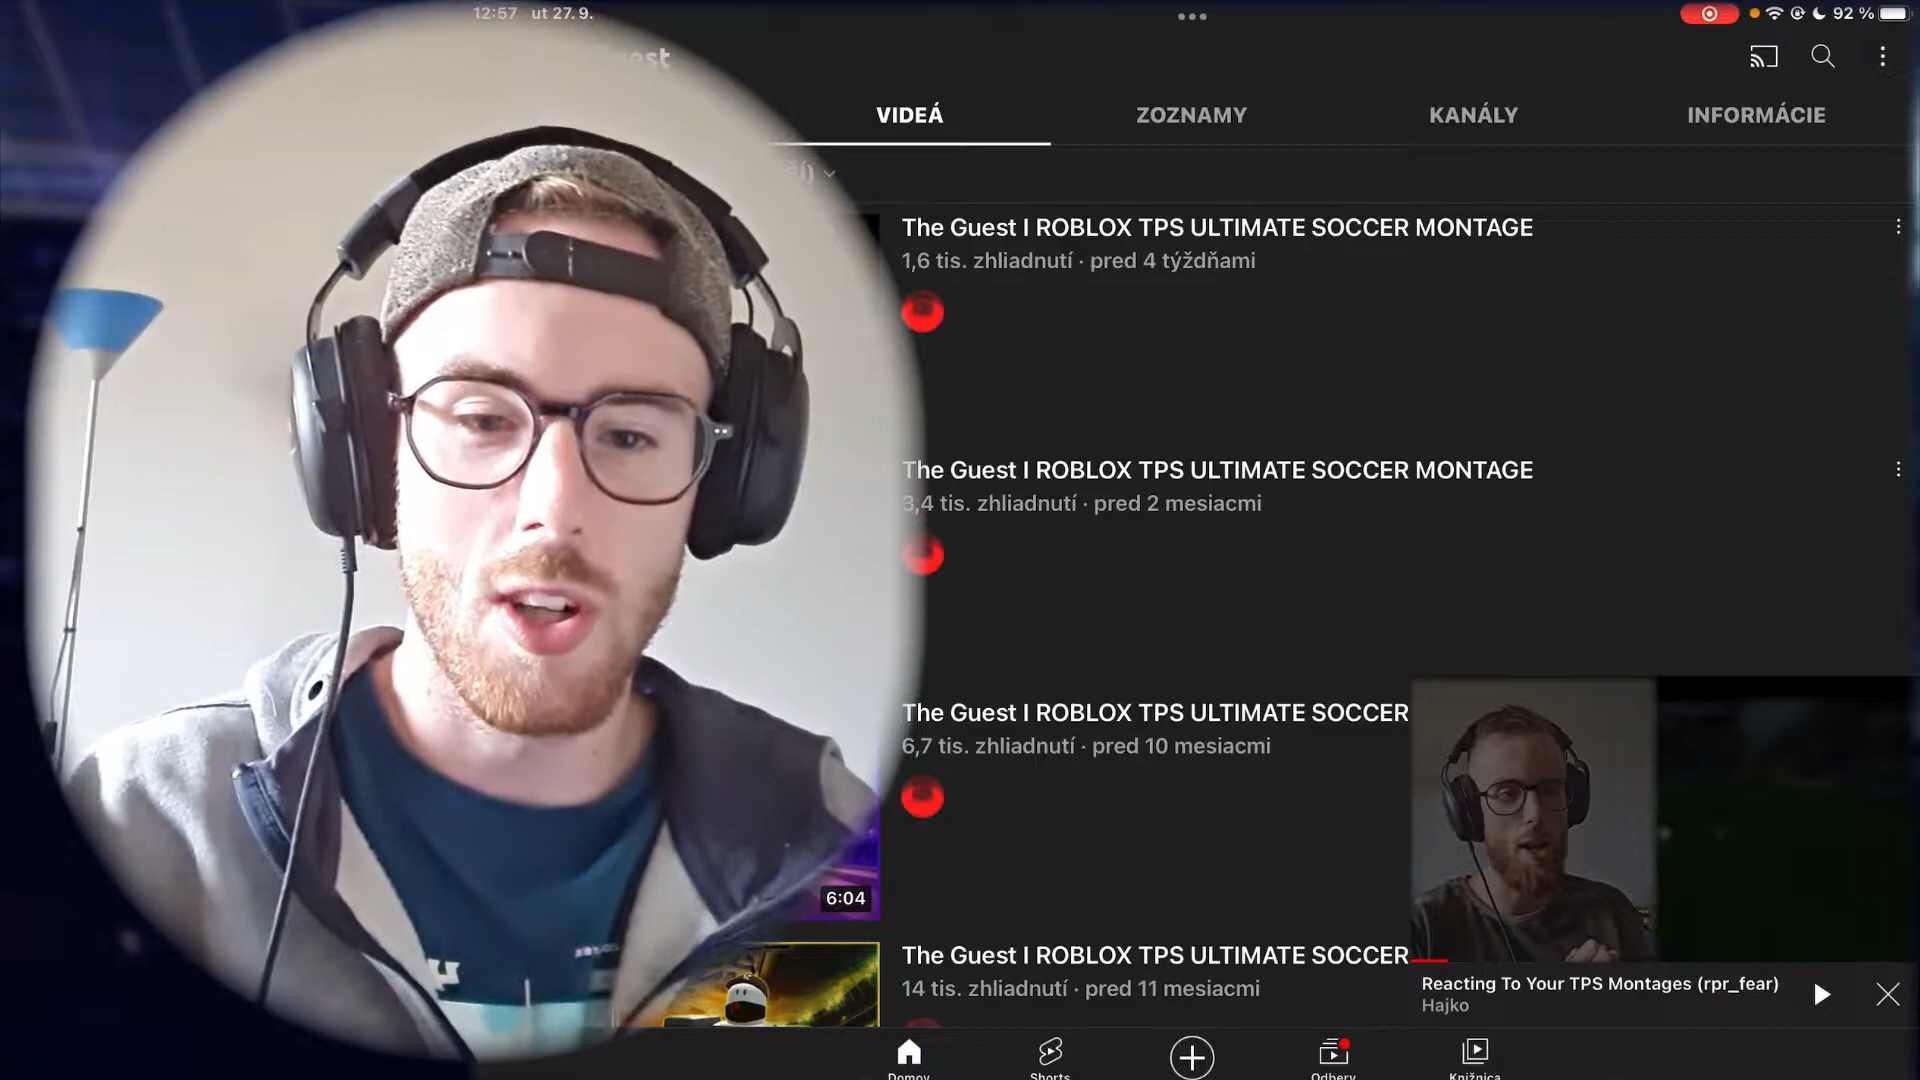 12:57 ut 27. 9.
92 %
est
VIDEÁ
ZOZNAMY
KANÁLY
INFORMÁCIE
The Guest I ROBLOX TPS ULTIMATE SOCCER MONTAGE
1,6 tis. zhliadnutí · pred 4 týždňami
The Guest I ROBLOX TPS ULTIMATE SOCCER MONTAGE
3,4 tis. zhliadnutí · pred 2 mesiacmi
The Guest I ROBLOX TPS ULTIMATE SOCCER
6,7 tis. zhliadnutí · pred 10 mesiacmi
6:04
The Guest I ROBLOX TPS ULTIMATE SOCCER
14 tis. zhliadnutí · pred 11 mesiacmi
Reacting To Your TPS Montages (rpr_fear)
Hajko
Domov
Shorts
Odbery
Knižnica